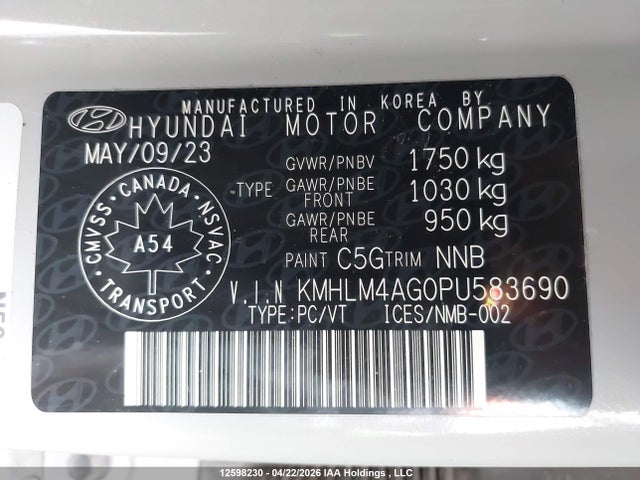 MANUFACTURED IN KOREA BY
HYUNDAI MOTOR COMPANY
MAY/09/23
GVWR/PNBV 1750 kg
TYPE GAWR/PNBE FRONT 1030 kg
GAWR/PNBE REAR 950 kg
PAINT C5G TRIM NNB
CANADA
CMVSS NSVAC
A54
TRANSPORT
V.I.N KMHLM4AG0PU583690
TYPE:PC/VT ICES/NMB-002
12598230 - 04/22/2026 IAA Holdings , LLC